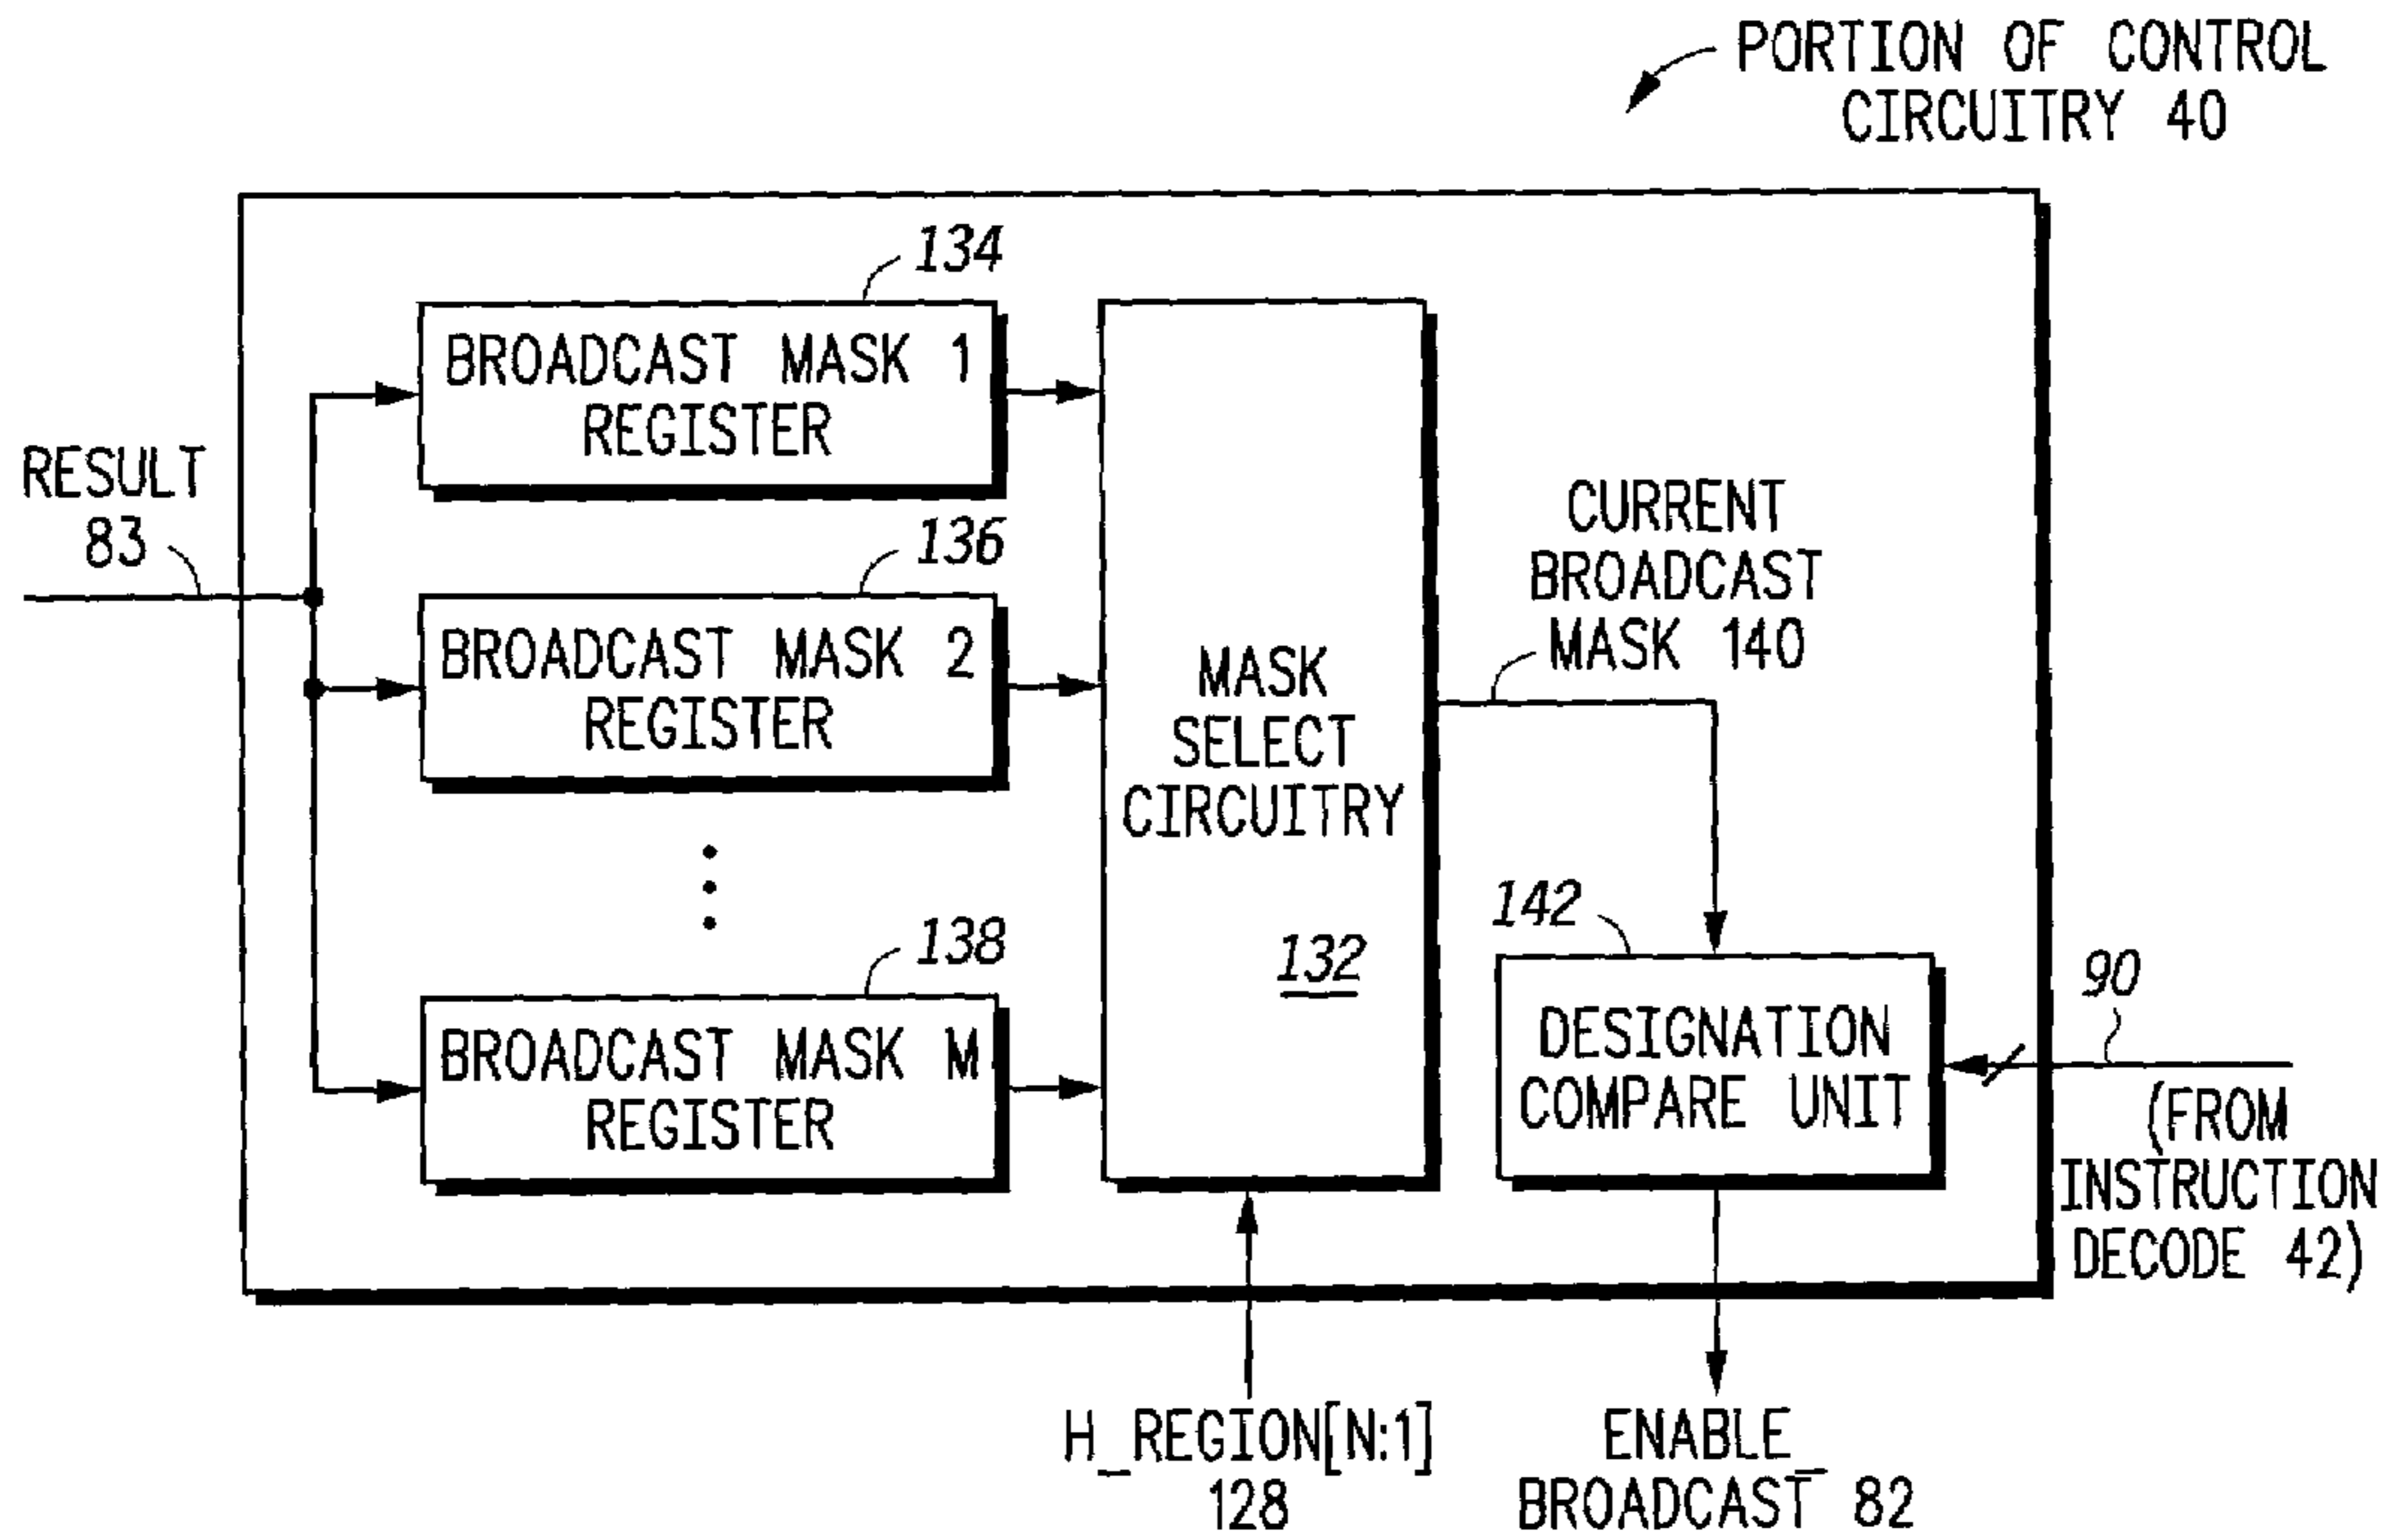 PORTION OF CONTROL
CIRCUITRY 40
134
BROADCAST MASK 1
REGISTER
RESULT
83
136
BROADCAST MASK 2
REGISTER
138
BROADCAST MASK M
REGISTER
MASK
SELECT
CIRCUITRY
132
CURRENT
BROADCAST
MASK 140
142
DESIGNATION
COMPARE UNIT
90
(FROM
INSTRUCTION
DECODE 42)
H_REGION[N:1]
128
ENABLE_
BROADCAST 82